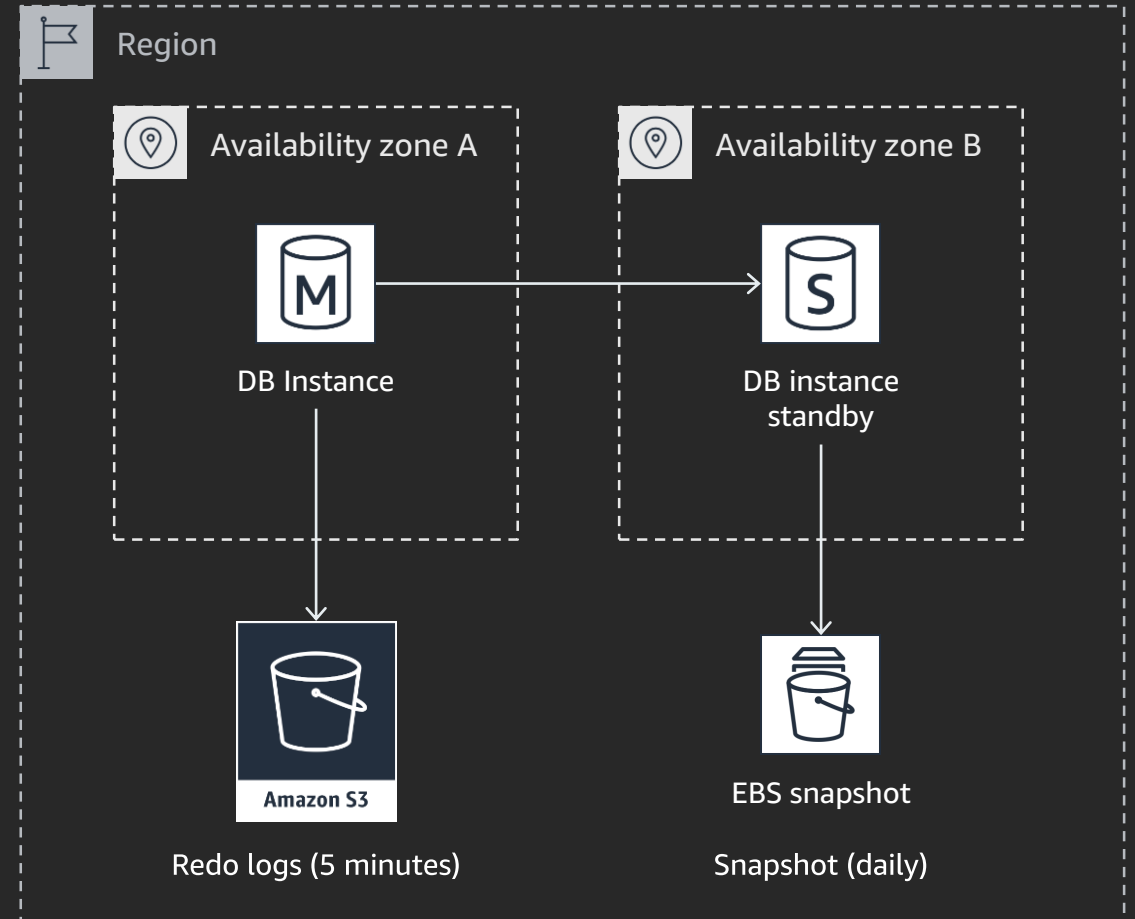 Region
Availability zone A
Availability zone B
M
S
DB Instance
DB instance
standby
Amazon S3
EBS snapshot
Redo logs (5 minutes)
Snapshot (daily)